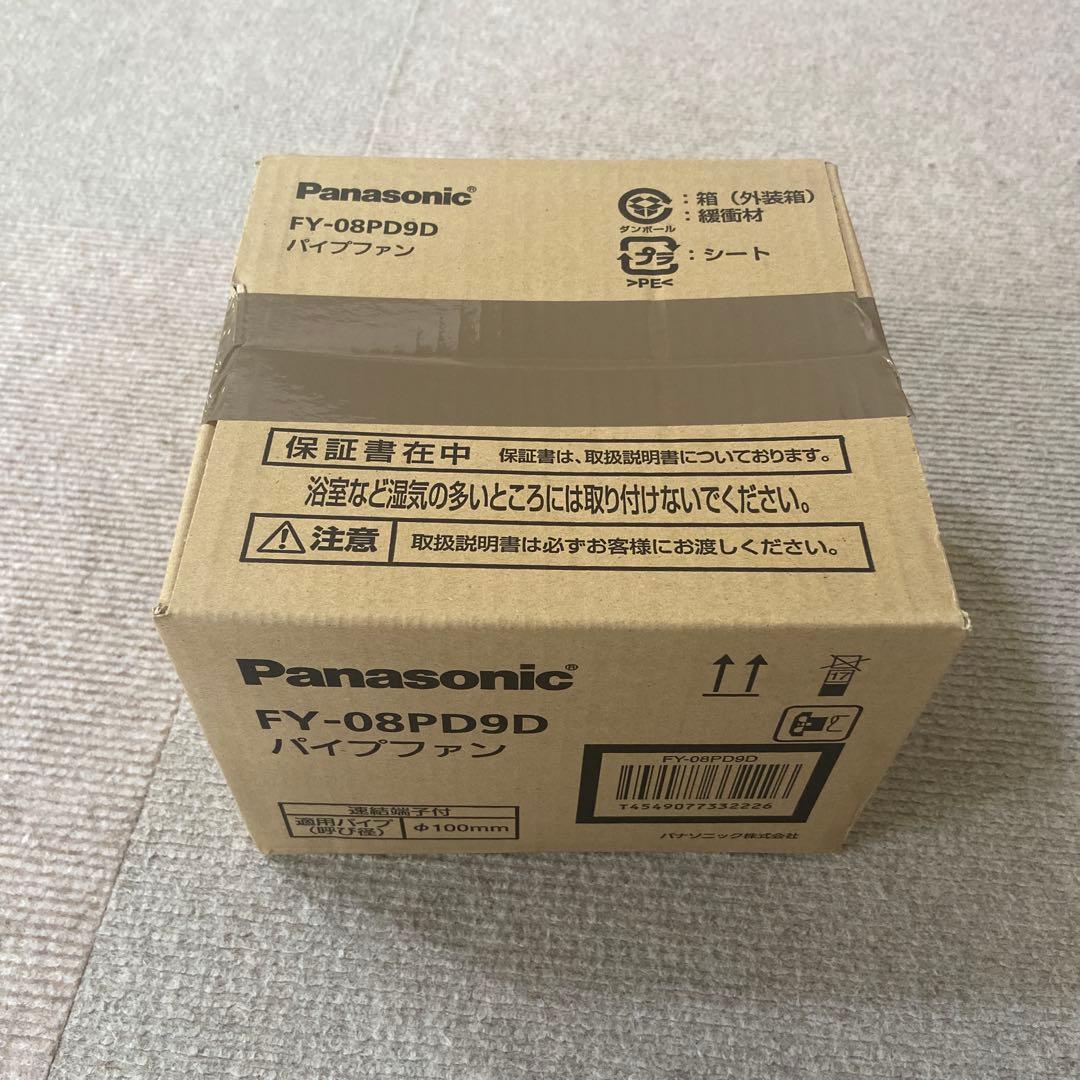 Panasonic®
FY-08PD9D
パイプファン
ダンボール
：箱（外装箱）
：緩衝材
プラ
：シート
>PE<
保証書在中 保証書は、取扱説明書についております。
浴室など湿気の多いところには取り付けないでください。
注意 取扱説明書は必ずお客様にお渡しください。
Panasonic®
FY-08PD9D
パイプファン
17
速結端子付
適用パイプ
（呼び径）
φ100mm
FY-08PD9D
T4549077332226
パナソニック株式会社